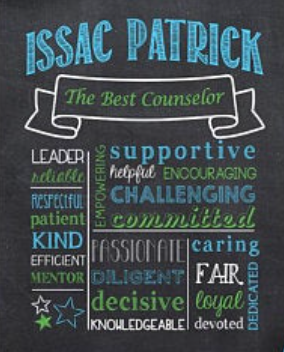 ISSAC PATRICK
The Best Counselor
LEADER
reliable
RESPECTFUL
patient
KIND
EFFICIENT
MENTOR
EMPOWERING
supportive
helpful ENCOURAGING
CHALLENGING
committed
PASSIONATE
DILIGENT
decisive
KNOWLEDGEABLE
caring
FAIR
loyal
devoted
DEDICATED